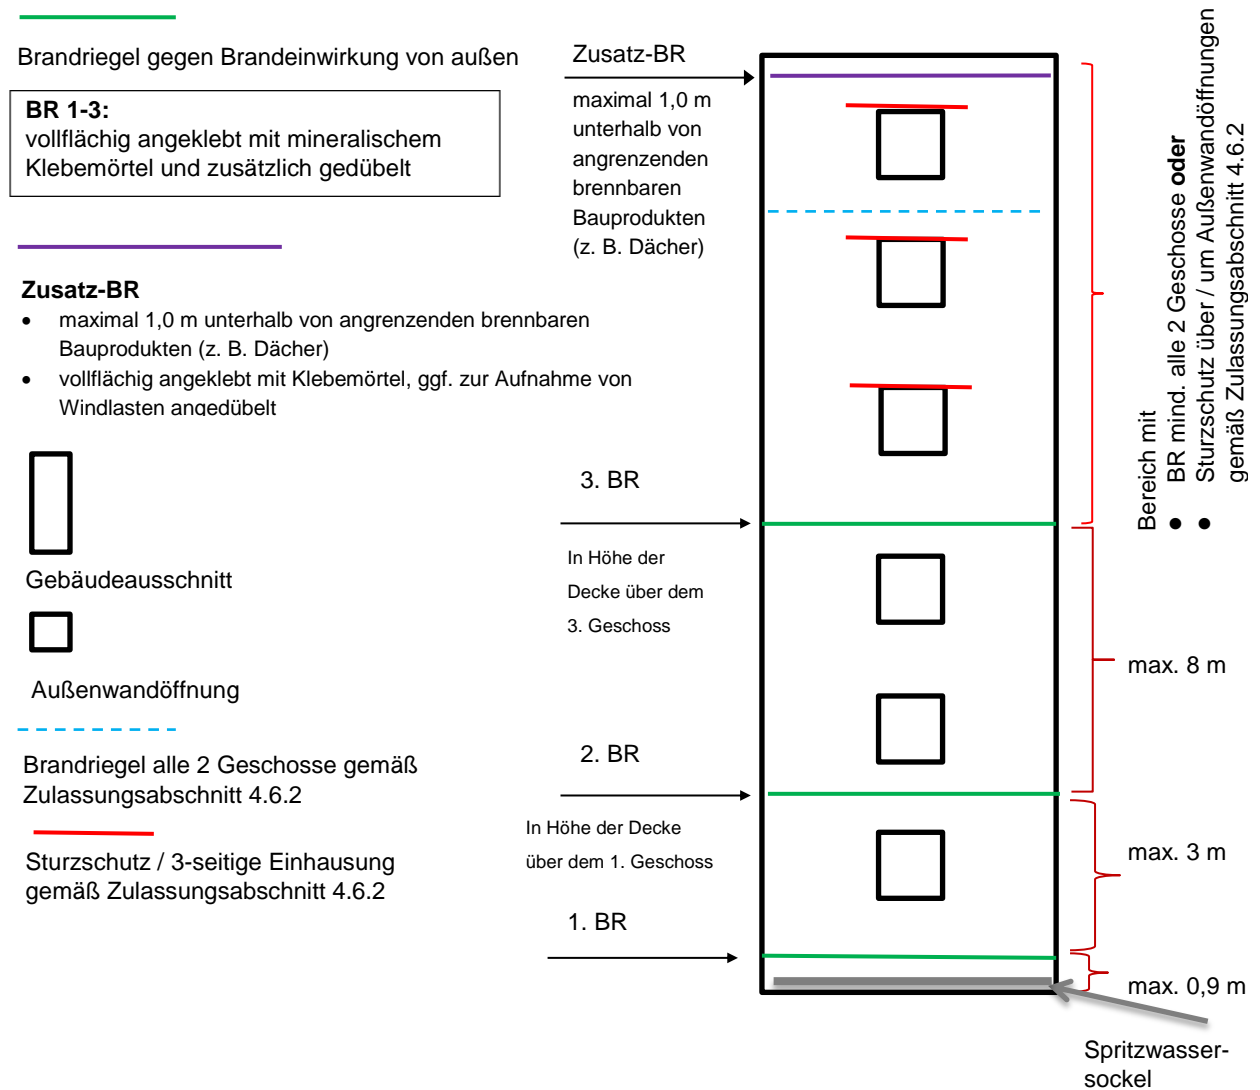 Brandriegel gegen Brandeinwirkung von außen
BR 1-3:
vollflächig angeklebt mit mineralischem
Klebemörtel und zusätzlich gedübelt
Zusatz-BR
• maximal 1,0 m unterhalb von angrenzenden brennbaren
Bauprodukten (z. B. Dächer)
• vollflächig angeklebt mit Klebemörtel, ggf. zur Aufnahme von
Windlasten angedübelt
Gebäudeausschnitt
Außenwandöffnung
Brandriegel alle 2 Geschosse gemäß
Zulassungsabschnitt 4.6.2
Sturzschutz / 3-seitige Einhausung
gemäß Zulassungsabschnitt 4.6.2
Zusatz-BR
maximal 1,0 m
unterhalb von
angrenzenden
brennbaren
Bauprodukten
(z. B. Dächer)
3. BR
In Höhe der
Decke über dem
3. Geschoss
2. BR
In Höhe der Decke
über dem 1. Geschoss
1. BR
Bereich mit
● BR mind. alle 2 Geschosse oder
● Sturzschutz über / um Außenwandöffnungen
gemäß Zulassungsabschnitt 4.6.2
max. 8 m
max. 3 m
max. 0,9 m
Spritzwasser-
sockel